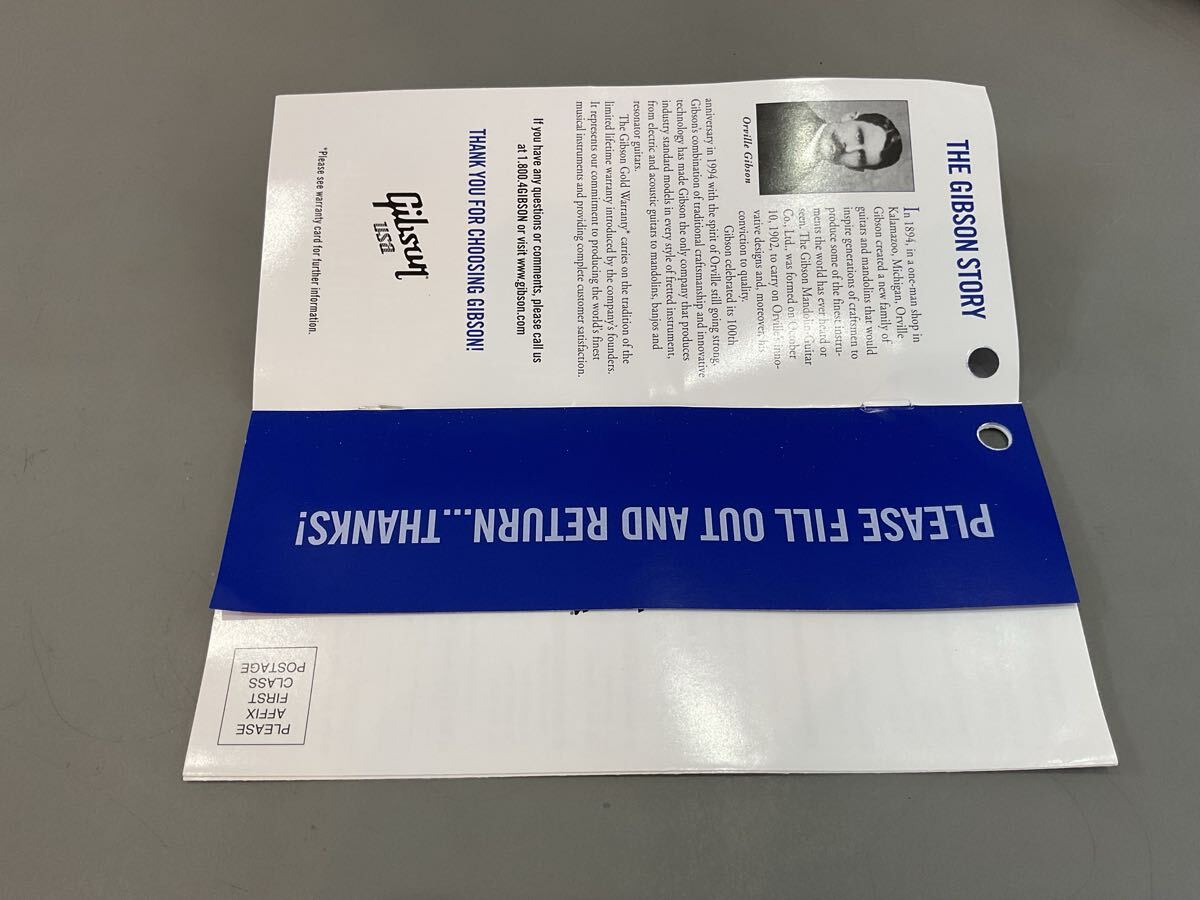 THE GIBSON STORY
Orville Gibson
In 1894, in a one-man shop in
Kalamazoo, Michigan, Orville
Gibson created a new family of
guitars and mandolins that would
inspire generations of craftsmen to
produce some of the finest instru-
ments the world has ever heard or
seen. The Gibson Mandolin-Guitar
Co., Ltd., was formed on October
10, 1902, to carry on Orville's inno-
vative designs and, moreover, his
conviction to quality.
Gibson celebrated its 100th
anniversary in 1994 with the spirit of Orville still going strong.
Gibson's combination of traditional craftsmanship and innovative
technology has made Gibson the only company that produces
industry standard models in every style of fretted instrument,
from electric and acoustic guitars to mandolins, banjos and
resonator guitars.
The Gibson Gold Warranty* carries on the tradition of the
limited lifetime warranty introduced by the company's founders.
It represents our commitment to producing the world's finest
musical instruments and providing complete customer satisfaction.
If you have any questions or comments, please call us
at 1.800.4GIBSON or visit www.gibson.com
THANK YOU FOR CHOOSING GIBSON!
Gibson
USA
*Please see warranty card for further information.
PLEASE FILL OUT AND RETURN...THANKS!
PLEASE
AFFIX
FIRST
CLASS
POSTAGE